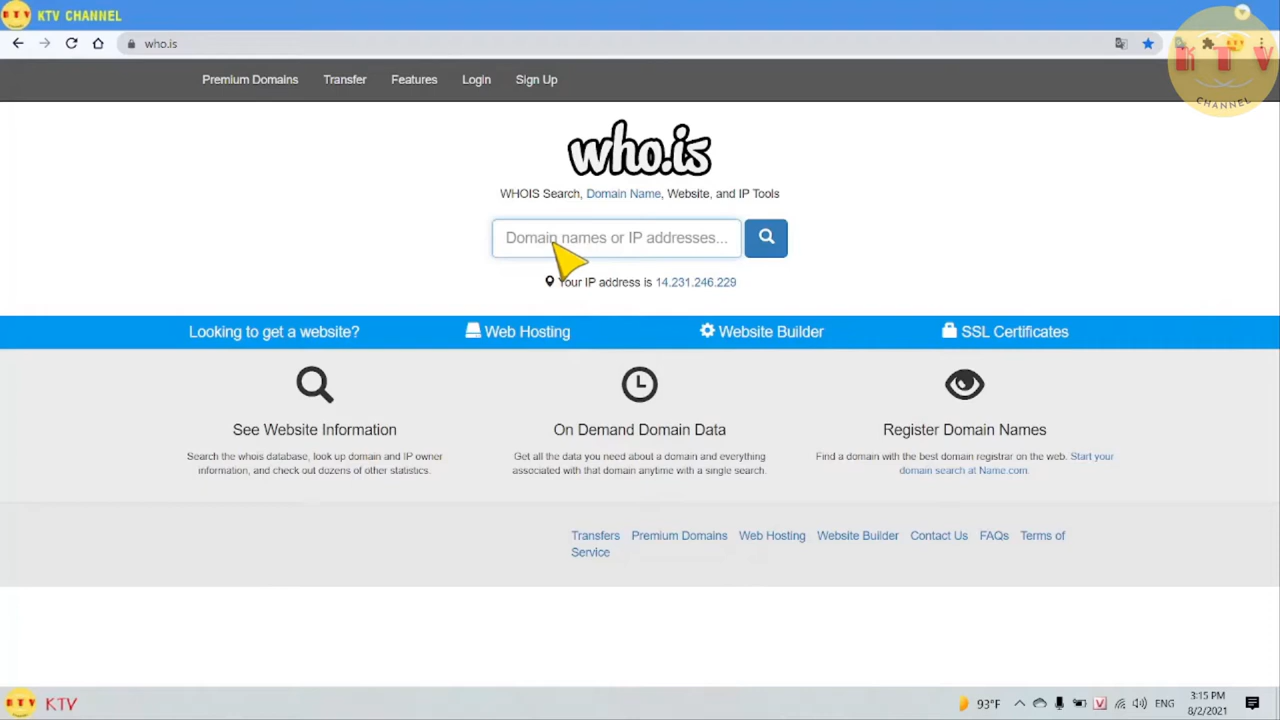 KTV KTV CHANNEL
who.is
KTV
CHANNEL
Premium Domains Transfer Features Login Sign Up
who.is
WHOIS Search, Domain Name, Website, and IP Tools
Domain names or IP addresses...
Your IP address is 14.231.246.229
Looking to get a website? Web Hosting Website Builder SSL Certificates
See Website Information
Search the whois database, look up domain and IP owner
information, and check out dozens of other statistics.
On Demand Domain Data
Get all the data you need about a domain and everything
associated with that domain anytime with a single search.
Register Domain Names
Find a domain with the best domain registrar on the web. Start your
domain search at Name.com.
Transfers Premium Domains Web Hosting Website Builder Contact Us FAQs Terms of
Service
KTV KTV
93°F V ENG
3:15 PM
8/2/2021